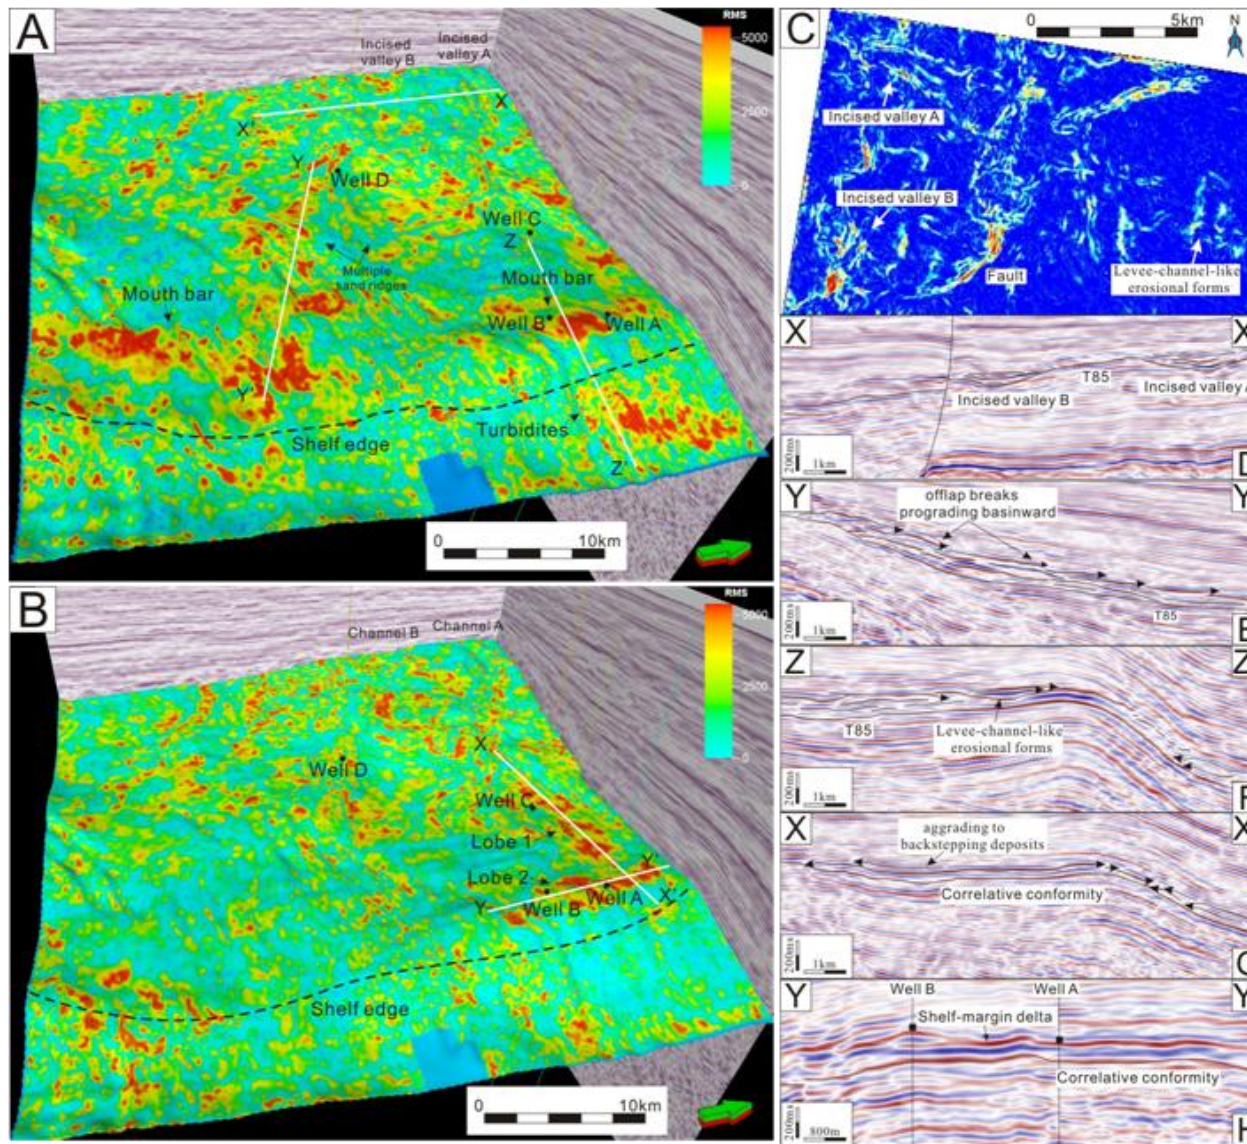 A
RMS
5000
2500
0
Incised
valley B
Incised
valley A
X
X'
Y
Well D
Well C
Z
Multiple
sand ridges
Mouth bar
Mouth bar
Well B
Well A
Y'
Shelf edge
Turbidites
Z'
0
10km
B
RMS
5000
2500
0
Channel B
Channel A
X
Well D
Well C
Lobe 1
Lobe 2
Y'
Well A
Y
Well B
X'
Shelf edge
0
10km
C
0
5km
N
Incised valley A
Incised valley B
Fault
Levee-channel-like
erosional forms
X
X
T85
Incised valley B
Incised valley
200ms
1km
Y
Y
offlap breaks
prograding basinward
T85
200ms
1km
E
Z
Z
T85
Levee-channel-like
erosional forms
200ms
1km
F
X
X
aggrading to
backstepping deposits
Correlative conformity
200ms
1km
Y
Y
Well B
Well A
Shelf-margin delta
Correlative conformity
200ms
800m
H